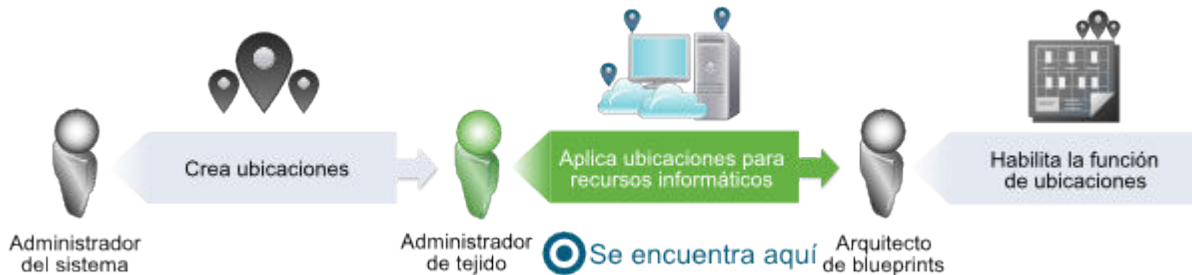 Crea ubicaciones
Aplica ubicaciones para
recursos informáticos
Habilita la función
de ubicaciones
Administrador
del sistema
Administrador
de tejido
Se encuentra aquí
Arquitecto
de blueprints